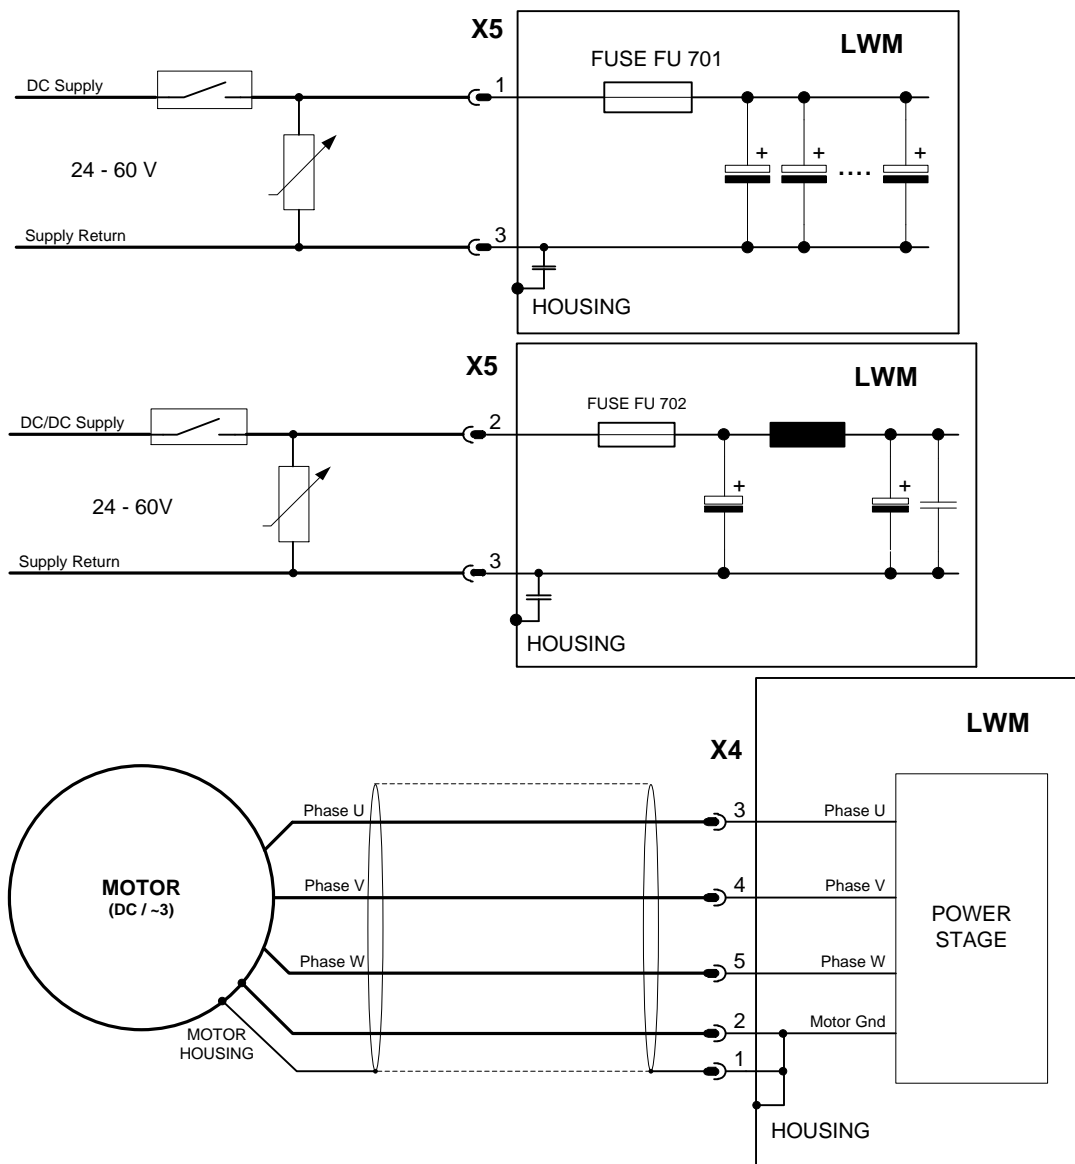 X5
LWM
FUSE FU 701
DC Supply
1
+
+
....
+
24 - 60 V
Supply Return
3
HOUSING
X5
LWM
DC/DC Supply
2
FUSE FU 702
+
+
24 - 60V
Supply Return
3
HOUSING
LWM
X4
Phase U
3
Phase U
MOTOR
(DC / ~3)
Phase V
4
Phase V
POWER
STAGE
Phase W
5
Phase W
2
Motor Gnd
MOTOR
HOUSING
1
HOUSING